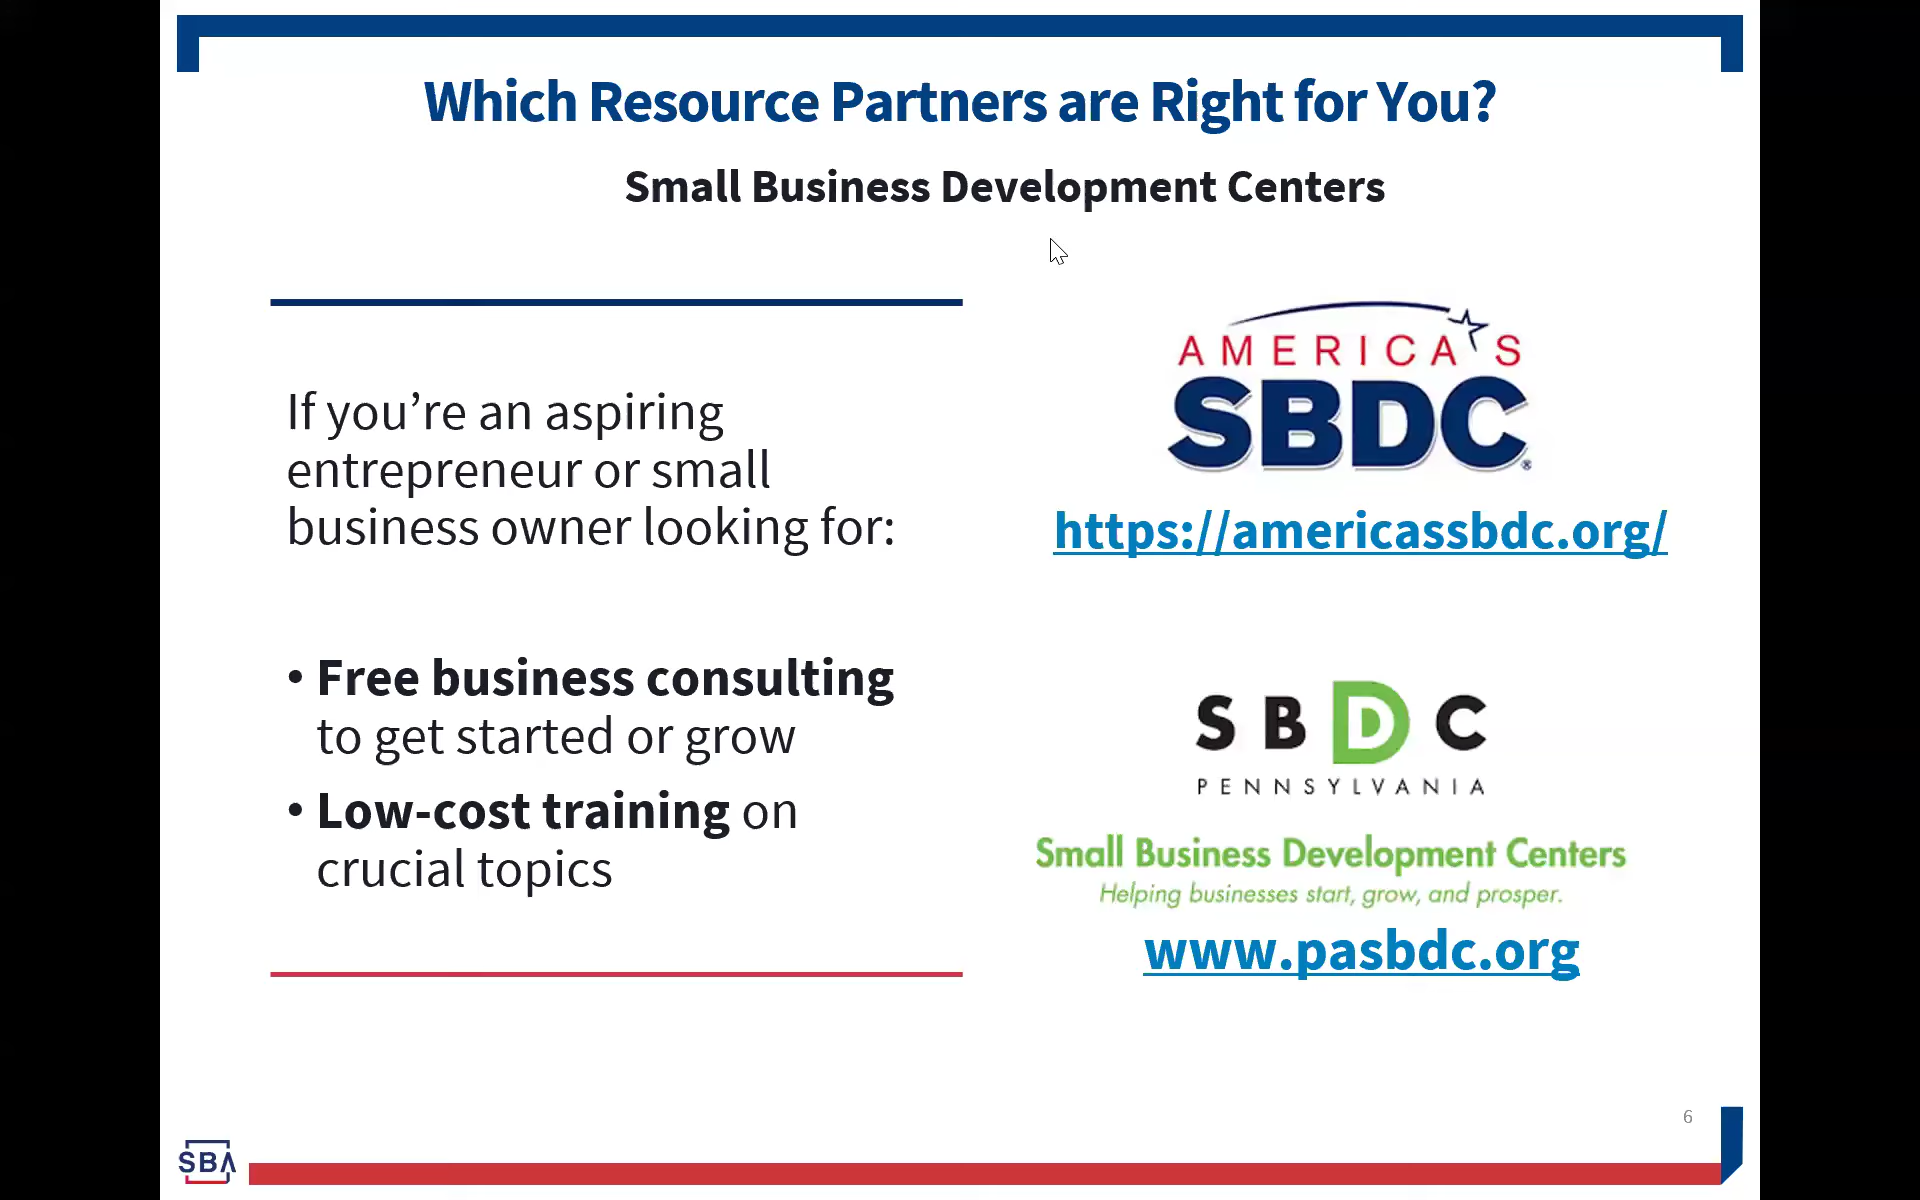 Which Resource Partners are Right for You?
Small Business Development Centers
If you’re an aspiring
entrepreneur or small
business owner looking for:
• Free business consulting
to get started or grow
• Low-cost training on
crucial topics
AMERICA'S
SBDC®
https://americassbdc.org/
SBDC
PENNSYLVANIA
Small Business Development Centers
Helping businesses start, grow, and prosper.
www.pasbdc.org
6
SBA